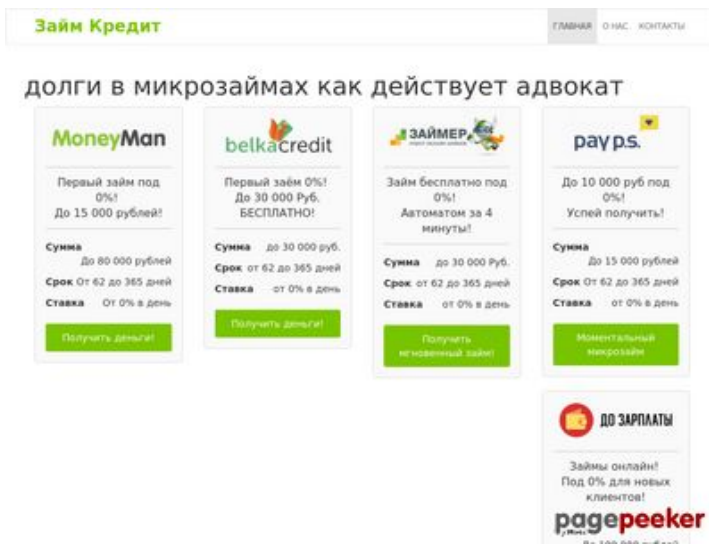 Займ Кредит
ГЛАВНАЯ О НАС КОНТАКТЫ
долги в микрозаймах как действует адвокат
MoneyMan
Первый займ под
0%!
До 15 000 рублей!
Сумма
До 80 000 рублей
Срок От 62 до 365 дней
Ставка От 0% в день
Получить деньги!
belkacredit
Первый заём 0%!
До 30 000 Руб.
БЕСПЛАТНО!
Сумма до 30 000 руб.
Срок от 62 до 365 дней
Ставка от 0% в день
Получить деньги!
ЗАЙМЕР
Займ бесплатно под
0%!
Автоматом за 4
минуты!
Сумма до 30 000 Руб.
Срок от 62 до 365 дней
Ставка от 0% в день
Получить
мгновенный займ!
pay p.s.
До 10 000 руб под
0%!
Успей получить!
Сумма
До 15 000 рублей
Срок От 62 до 365 дней
Ставка От 0% в день
Моментальный
микрозайм
ДО ЗАРПЛАТЫ
Займы онлайн!
Под 0% для новых
клиентов!
pagepeeker
До 100 000 рублей